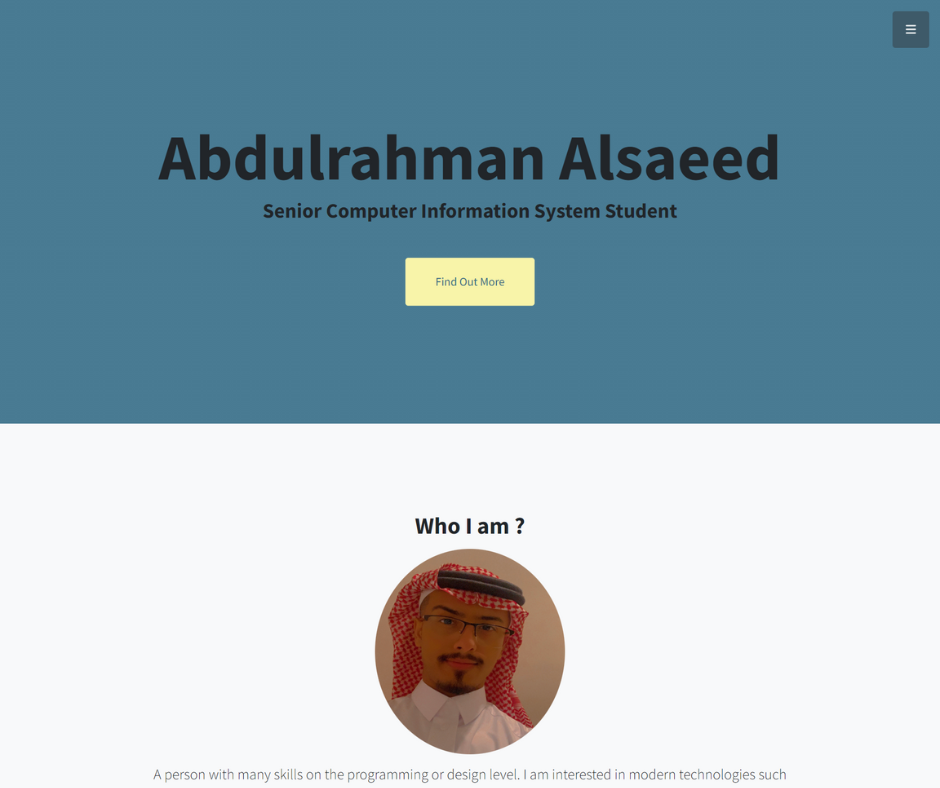 Abdulrahman Alsaeed
Senior Computer Information System Student
Find Out More
Who I am ?
A person with many skills on the programming or design level. I am interested in modern technologies such